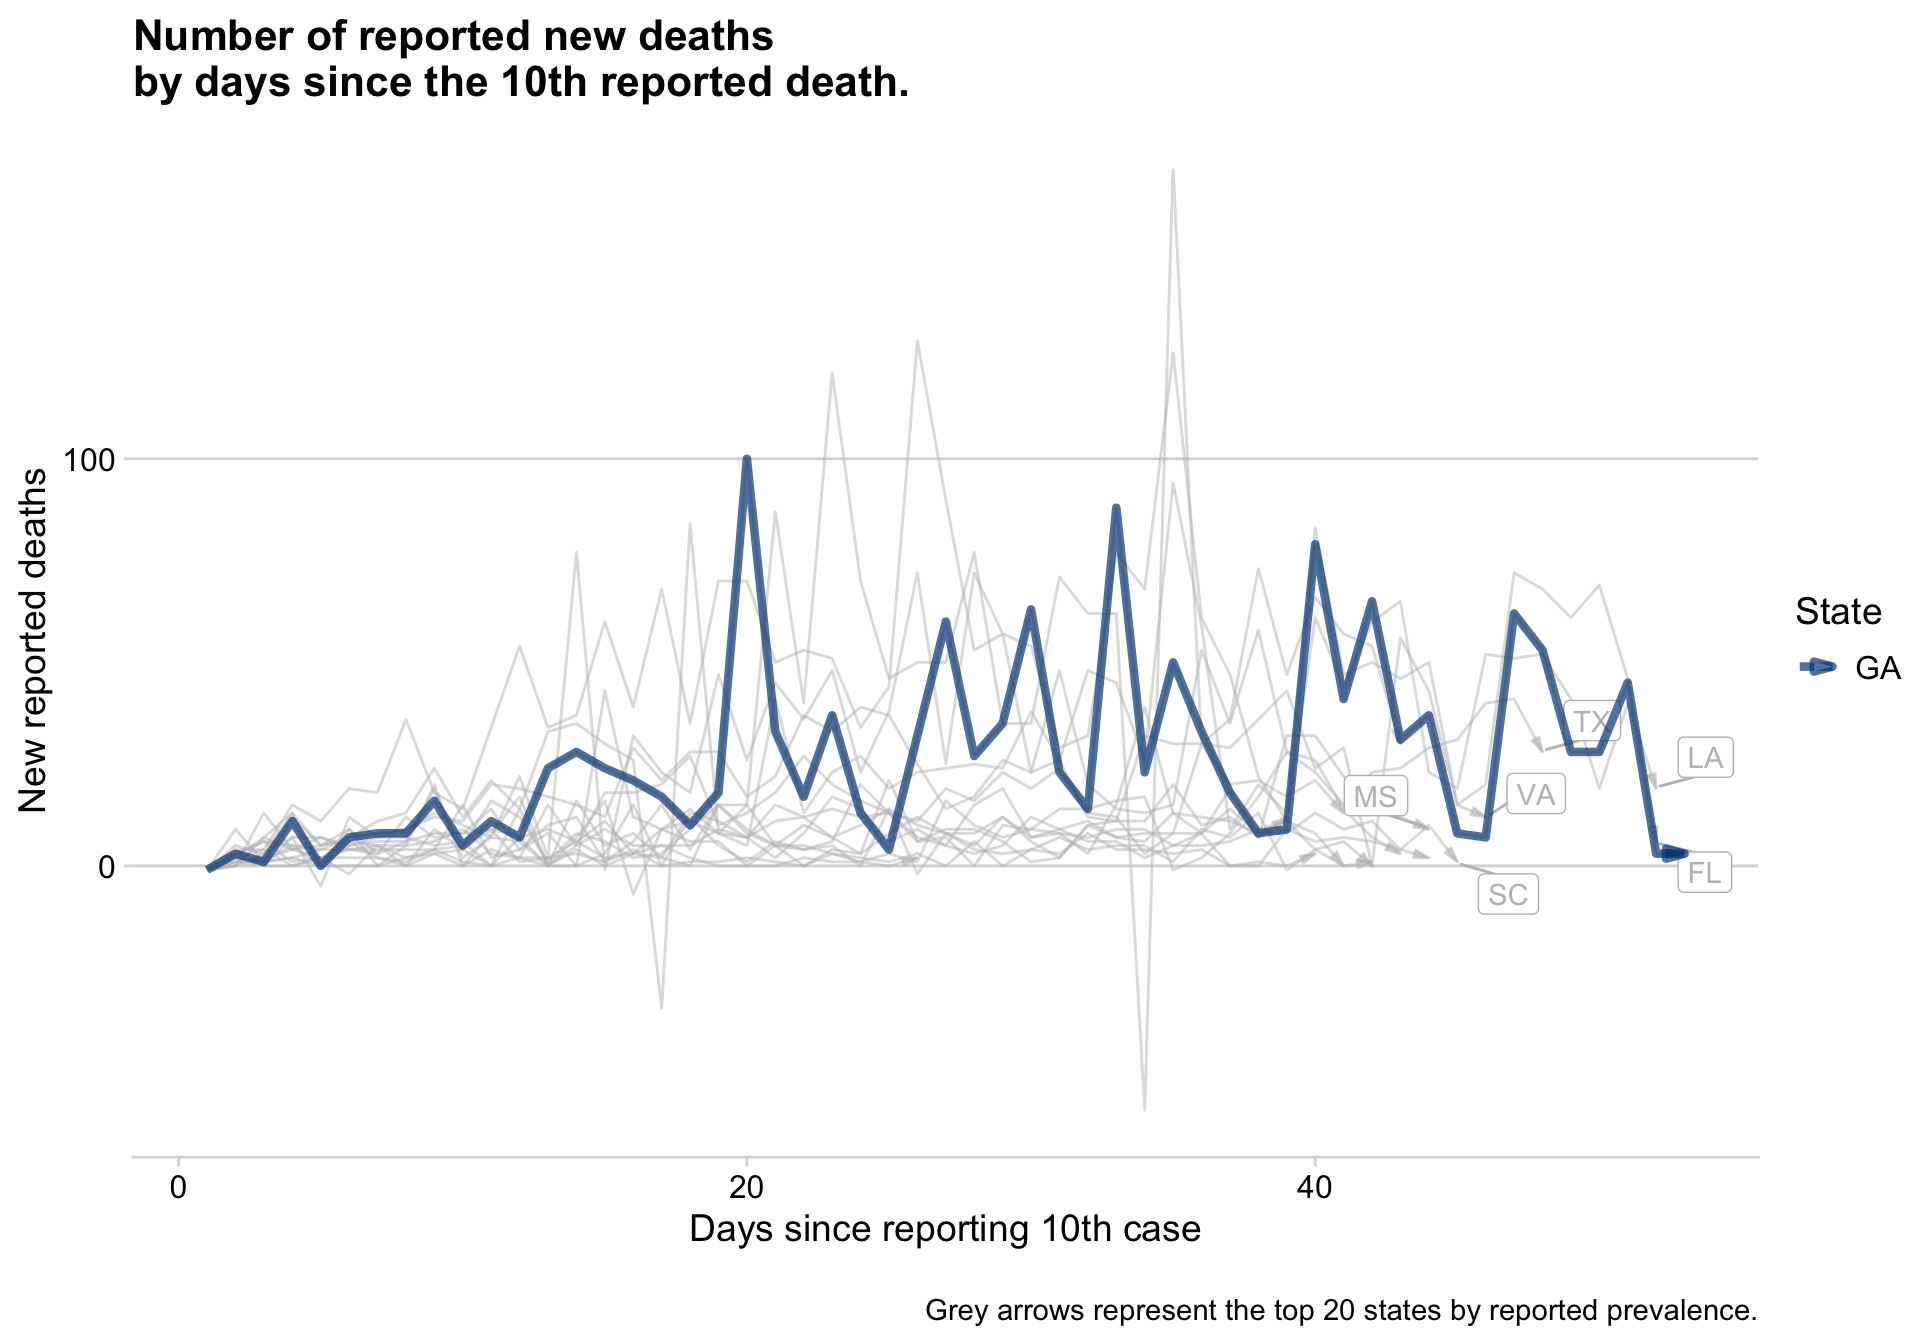 Number of reported new deaths
by days since the 10th reported death.
New reported deaths
100
0
TX
LA
MS
VA
FL
SC
State
GA
0
20
40
Days since reporting 10th case
Grey arrows represent the top 20 states by reported prevalence.